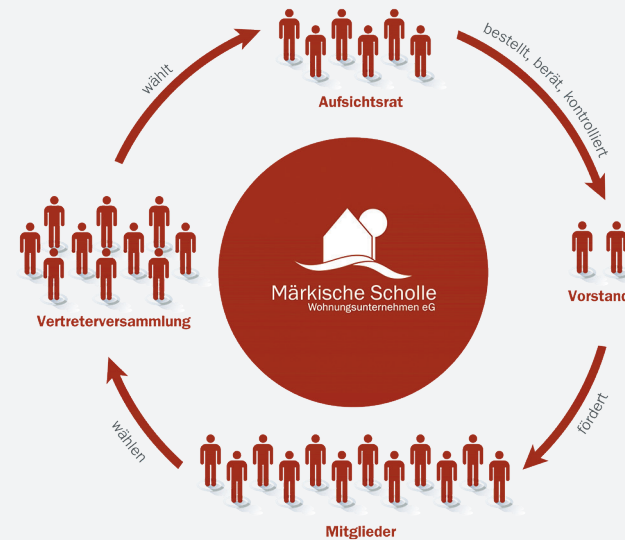 Aufsichtsrat
wählt
bestellt, berät, kontrolliert
Märkische Scholle
Wohnungsunternehmen eG
Vorstand
Vertreterversammlung
wählen
fördert
Mitglieder